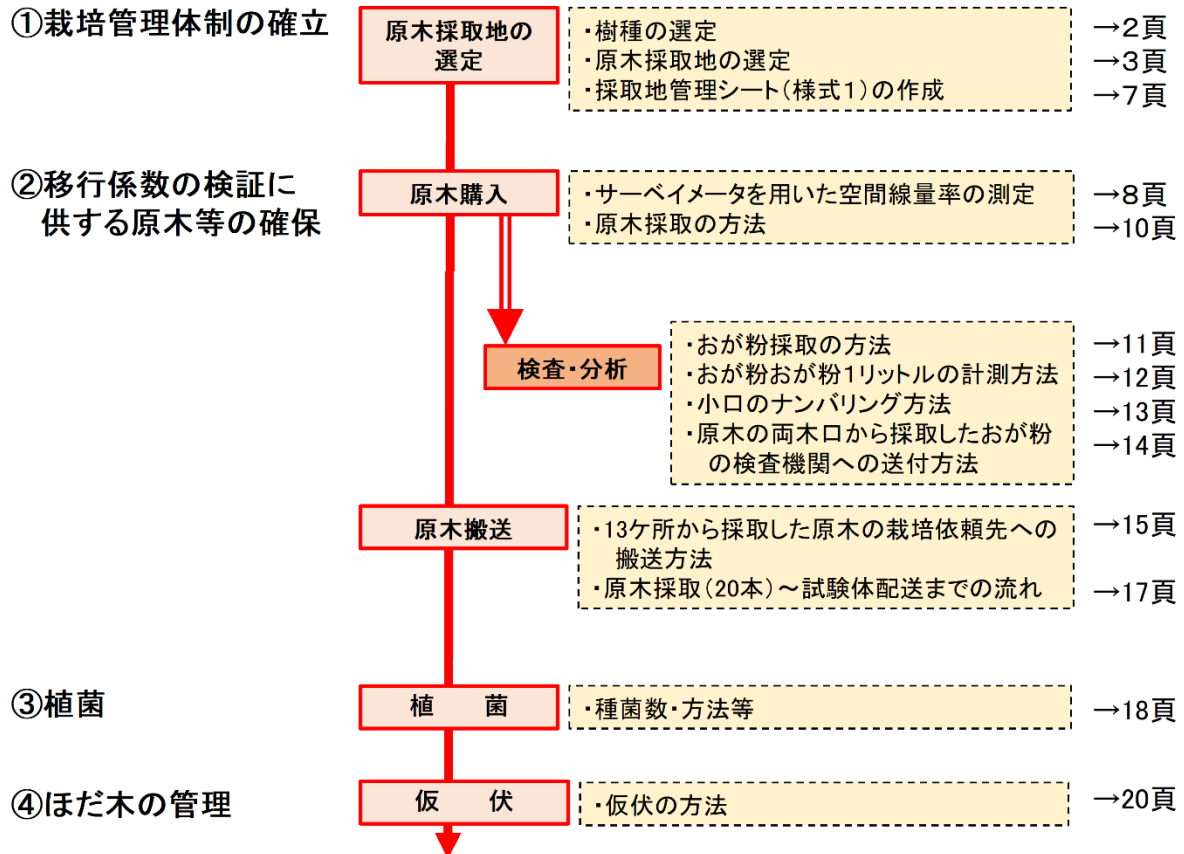 ①栽培管理体制の確立
原木採取地の
選定
・樹種の選定
→2頁
・原木採取地の選定
→3頁
・採取地管理シート(様式1)の作成
→7頁
②移行係数の検証に
供する原木等の確保
原木購入
・サーベイメータを用いた空間線量率の測定
→8頁
・原木採取の方法
→10頁
検査・分析
・おが粉採取の方法
→11頁
・おが粉おが粉1リットルの計測方法
→12頁
・小口のナンバリング方法
→13頁
・原木の両木口から採取したおが粉
の検査機関への送付方法
→14頁
原木搬送
・13ケ所から採取した原木の栽培依頼先への
搬送方法
→15頁
・原木採取(20本)~試験体配送までの流れ
→17頁
③植菌
植 菌
・種菌数・方法等
→18頁
④ほだ木の管理
仮 伏
・仮伏の方法
→20頁